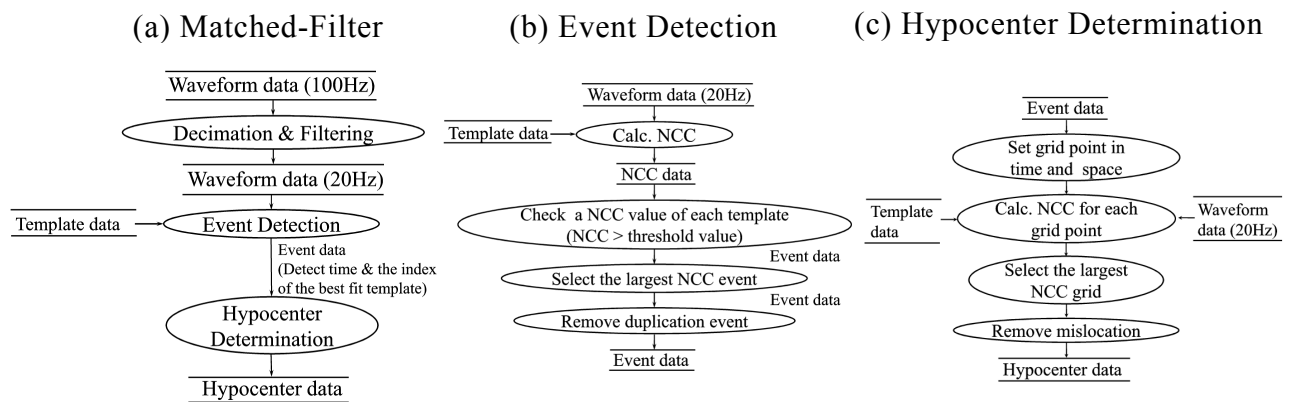 (a) Matched-Filter
Waveform data (100Hz)
Decimation & Filtering
Waveform data (20Hz)
Template data
Event Detection
Event data
(Detect time & the index
of the best fit template)
Hypocenter
Determination
Hypocenter data
(b) Event Detection
Waveform data (20Hz)
Template data
Calc. NCC
NCC data
Check a NCC value of each template
(NCC > threshold value)
Event data
Select the largest NCC event
Event data
Remove duplication event
Event data
(c) Hypocenter Determination
Event data
Set grid point in
time and space
Template
data
Calc. NCC for each
grid point
Waveform
data (20Hz)
Select the largest
NCC grid
Remove mislocation
Hypocenter data